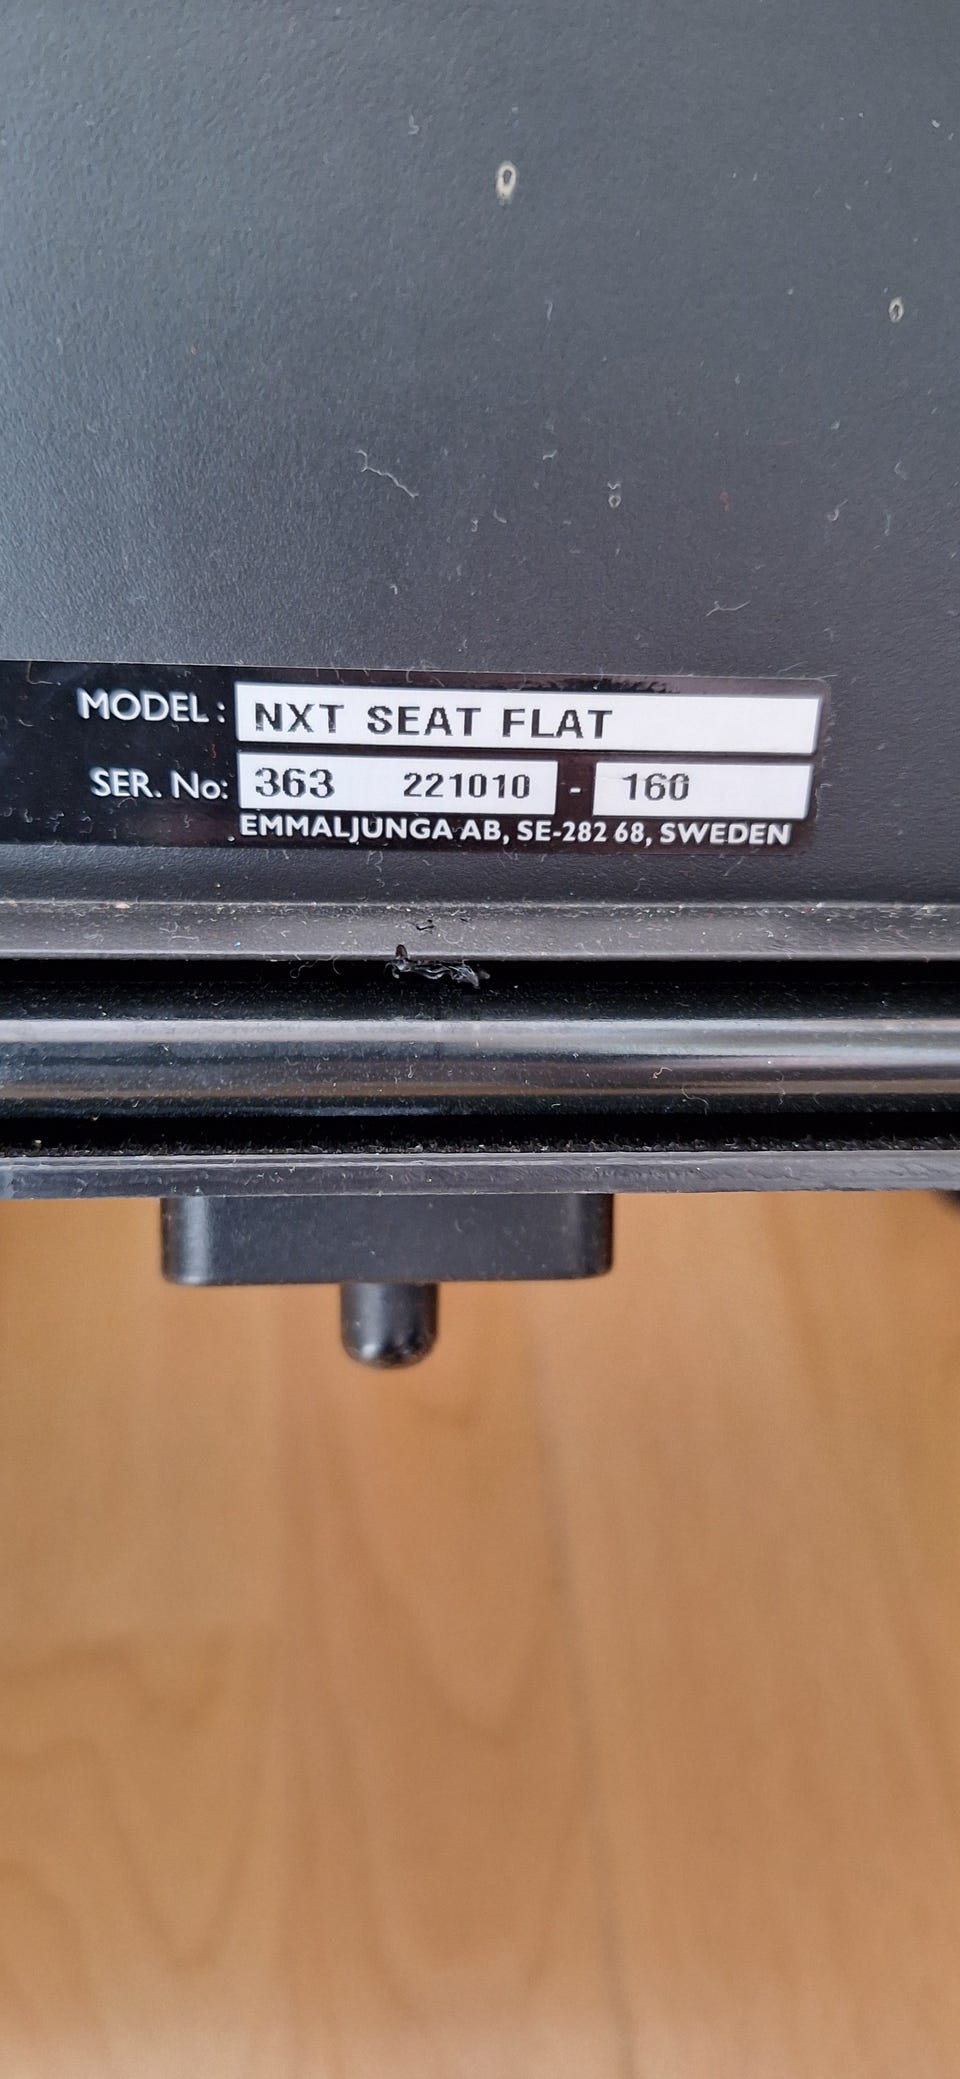 MODEL: NXT SEAT FLAT
SER. No: 363 221010 - 160
EMMALJUNGA AB, SE-282 68, SWEDEN